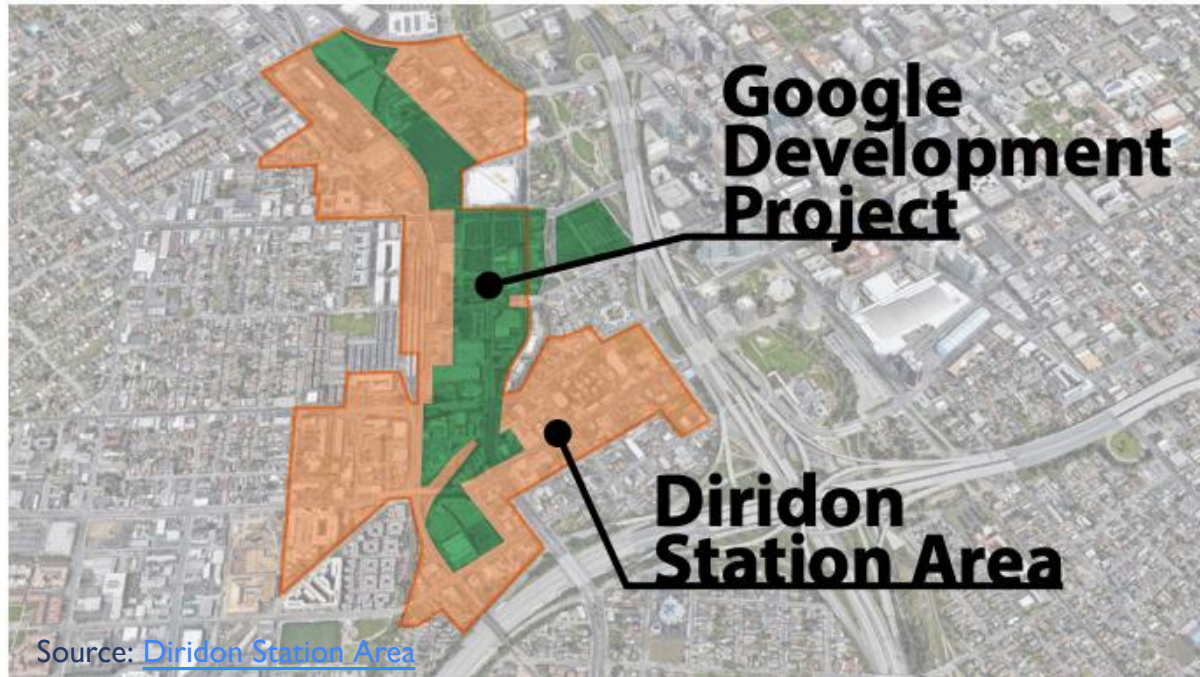 Google
Development
Project
Diridon
Station Area
Source: Diridon Station Area